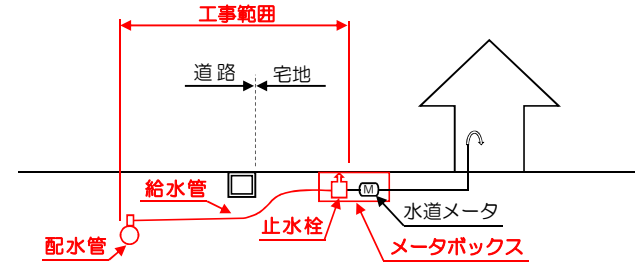 工事範囲
道路
宅地
給水管
M
水道メータ
止水栓
配水管
メータボックス